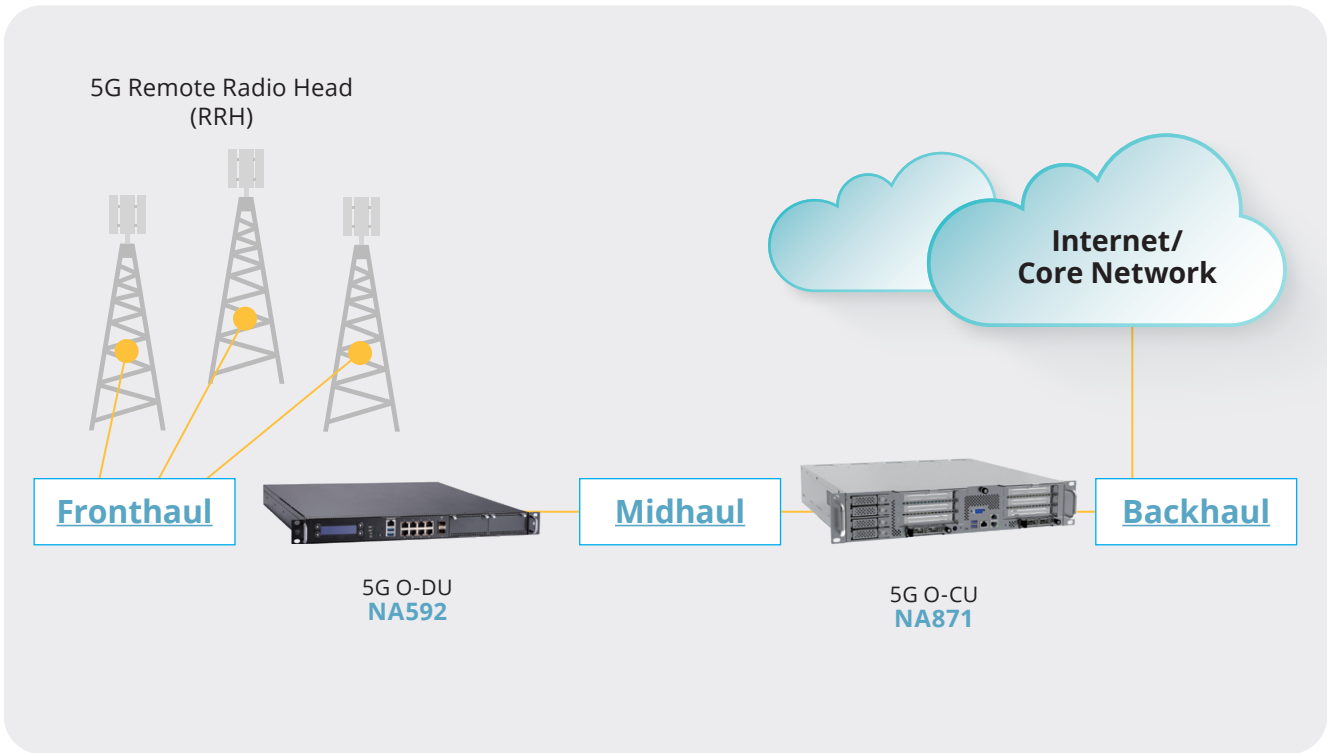 5G Remote Radio Head
(RRH)
Internet/
Core Network
Fronthaul
Midhaul
Backhaul
5G O-DU
NA592
5G O-CU
NA871